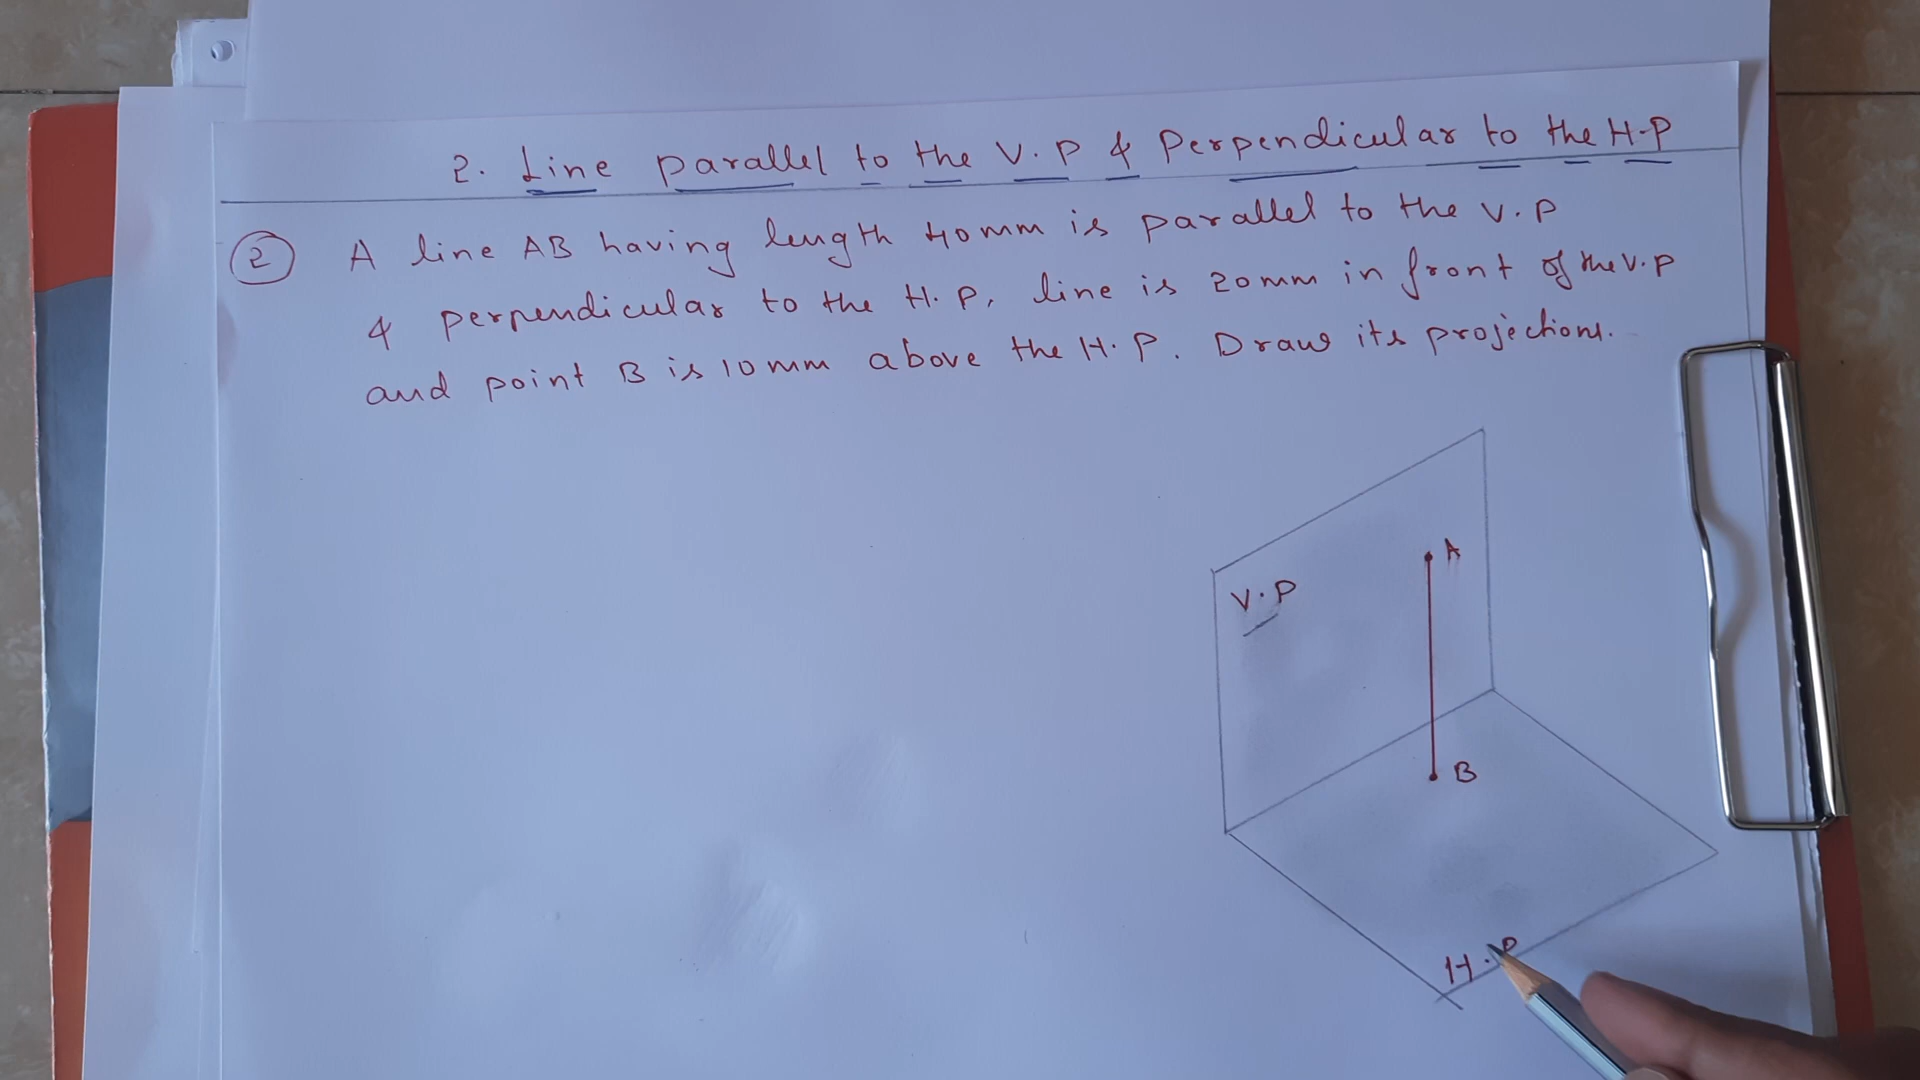 2. Line parallel to the V.P & Perpendicular to the H.P
2 A line AB having length 40mm is parallel to the V.P
& perpendicular to the H.P, line is 20mm in front of the V.P
and point B is 10mm above the H.P. Draw its projections.
A
V.P
B
H.P